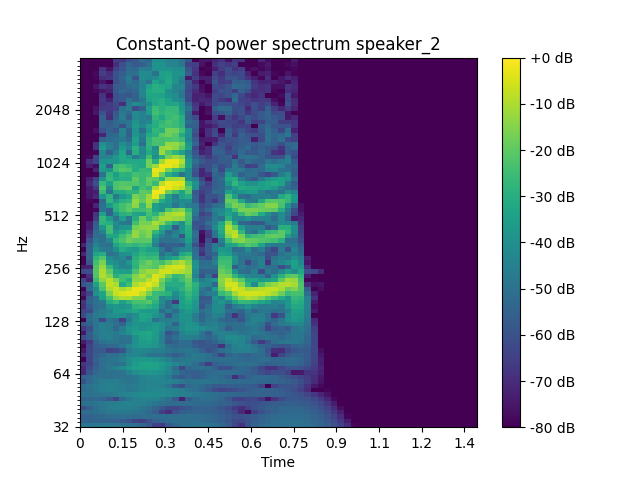 Constant-Q power spectrum speaker_2
Hz
2048
1024
512
256
128
64
32
0 0.15 0.3 0.45 0.6 0.75 0.9 1.1 1.2 1.4
Time
+0 dB
-10 dB
-20 dB
-30 dB
-40 dB
-50 dB
-60 dB
-70 dB
-80 dB